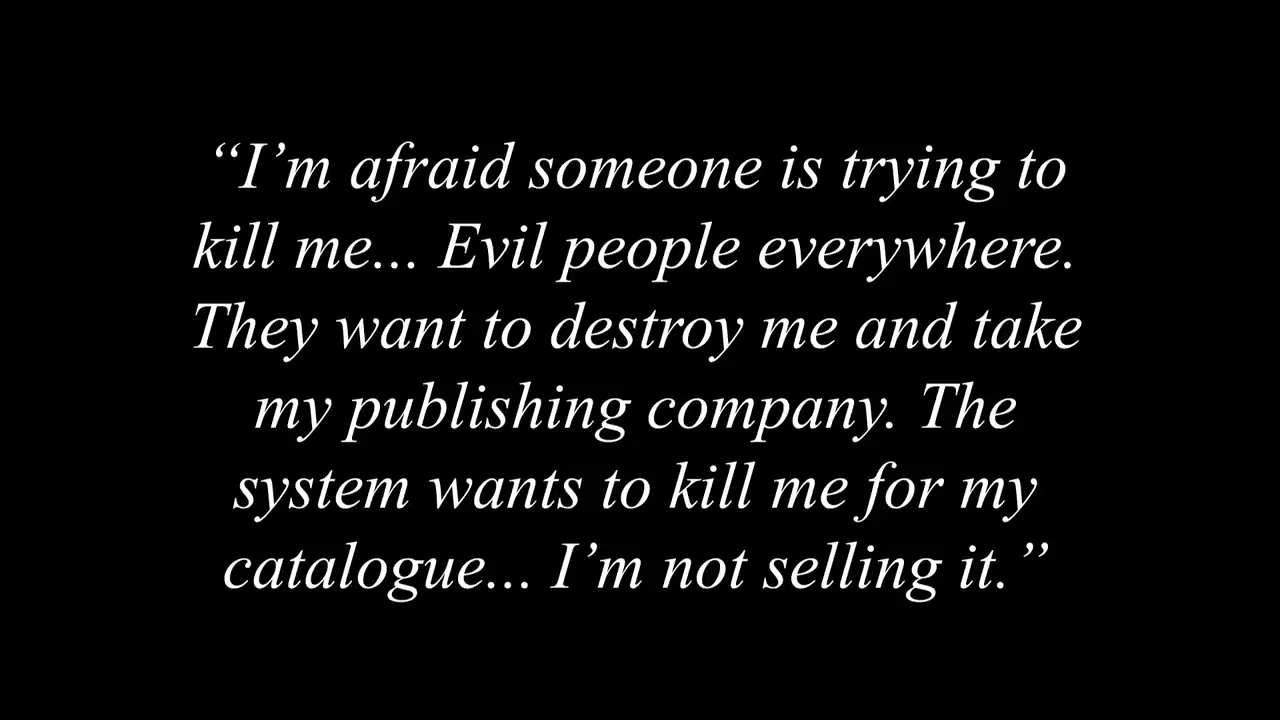 “I’m afraid someone is trying to
kill me... Evil people everywhere.
They want to destroy me and take
my publishing company. The
system wants to kill me for my
catalogue... I’m not selling it.”